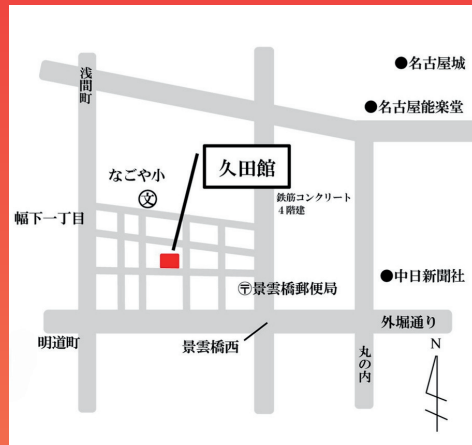 浅間町
●名古屋城
●名古屋能楽堂
なごや小
文
久田館
鉄筋コンクリート
4階建
幅下一丁目
〒景雲橋郵便局
●中日新聞社
外堀通り
明道町
景雲橋西
丸の内
N